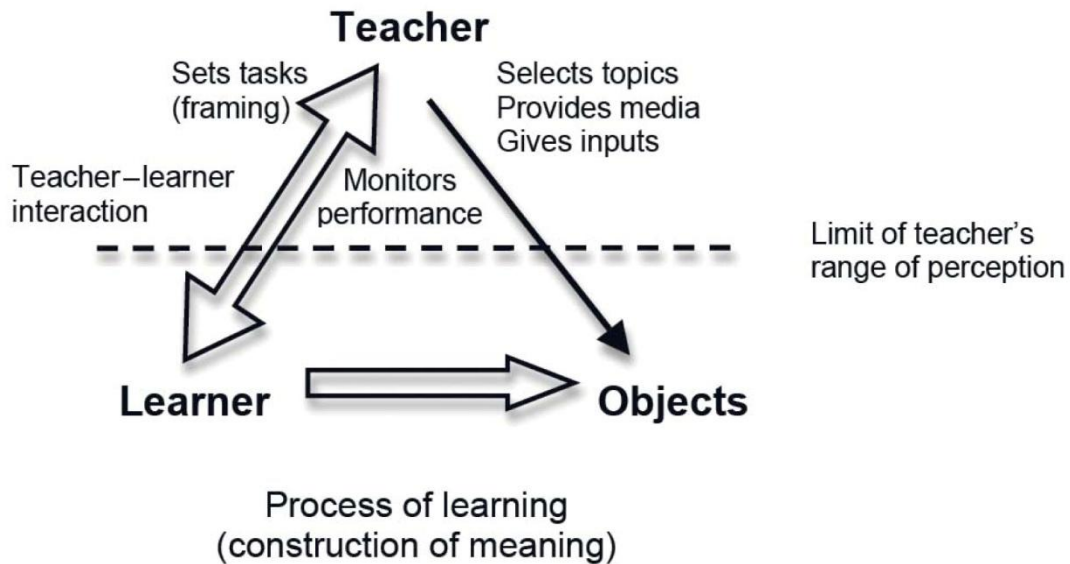 Teacher
Sets tasks
(framing)
Selects topics
Provides media
Gives inputs
Teacher–learner
interaction
Monitors
performance
Limit of teacher's
range of perception
Learner
Objects
Process of learning
(construction of meaning)